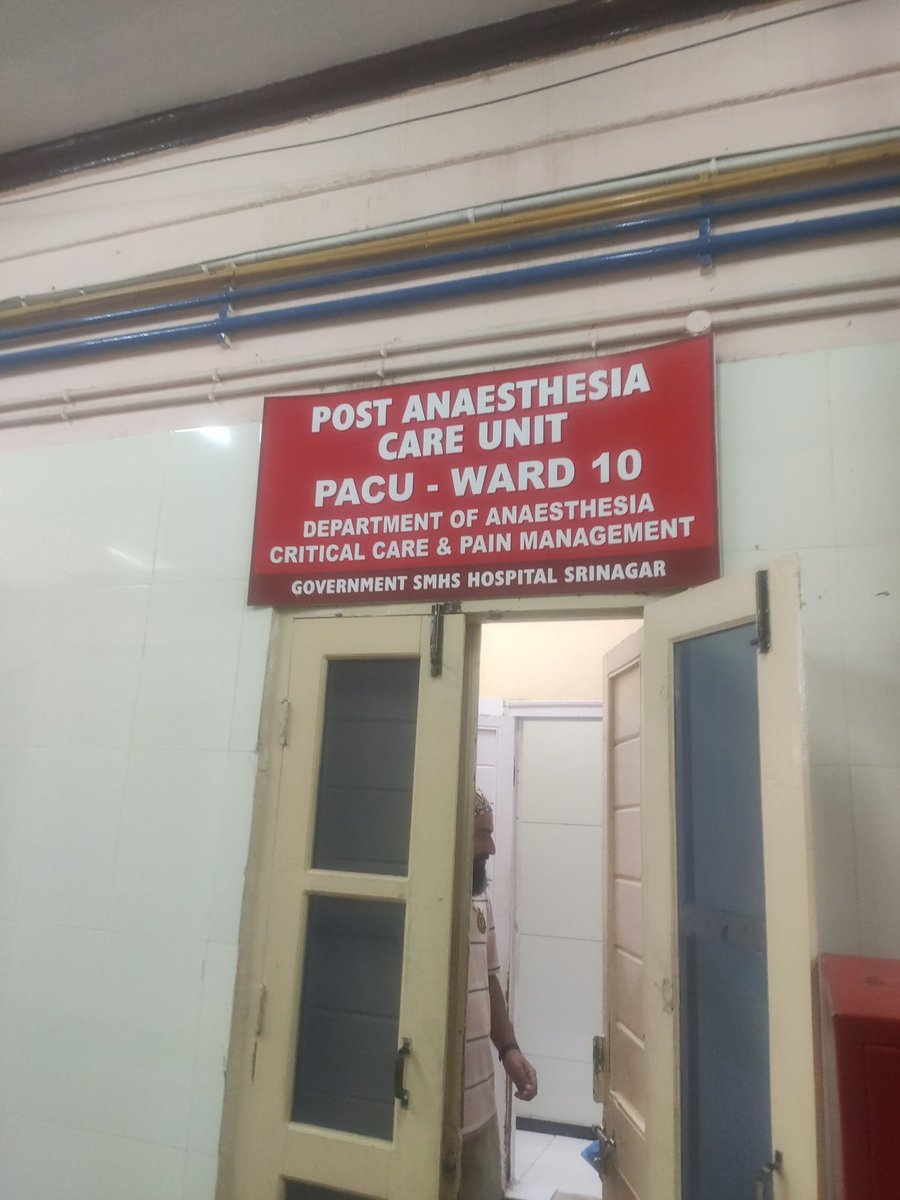 POST ANAESTHESIA
CARE UNIT
PACU - WARD 10
DEPARTMENT OF ANAESTHESIA
CRITICAL CARE & PAIN MANAGEMENT
GOVERNMENT SMHS HOSPITAL SRINAGAR